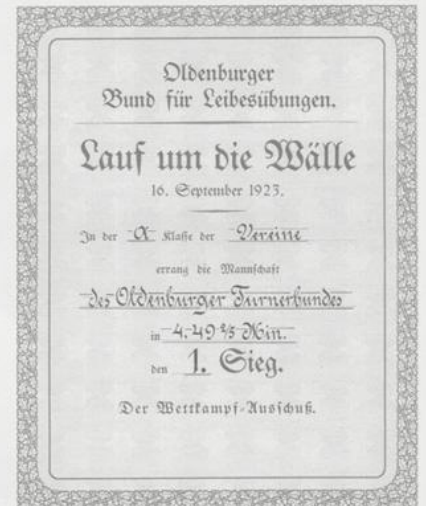 Oldenburger
Bund für Leibesübungen.
Lauf um die Wälle
16. September 1923.
In der A Klaße der Vereine
errang die Mannschaft
des Oldenburger Turnerbundes
in 4,49 2/5 Min.
den 1. Sieg.
Der Wettkampf-Ausschuß.